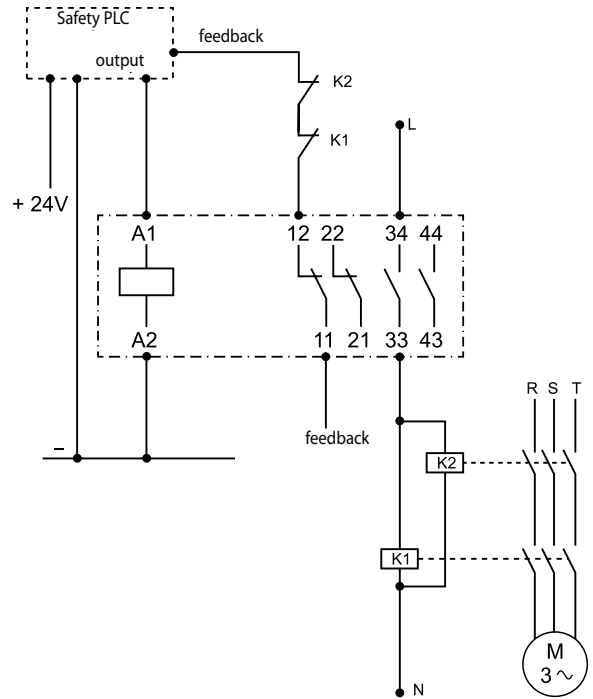 Safety PLC
feedback
output
K2
K1
L
+ 24V
A1 12 22 34 44
A2 11 21 33 43
feedback
–
R S T
K2
K1
M
3 ~
N